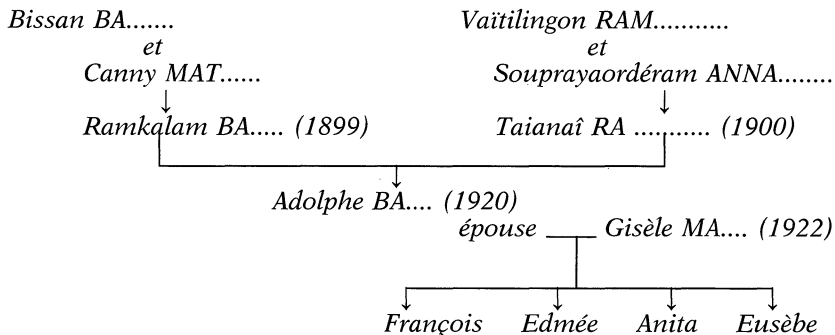 Bissan BA....... Vaïtilingon RAM...........
et et
Canny MAT...... Souprayaordéram ANNA........
Ramkalam BA..... (1899) Taianaî RA ........... (1900)
Adolphe BA.... (1920)
épouse Gisèle MA.... (1922)
François Edmée Anita Eusèbe